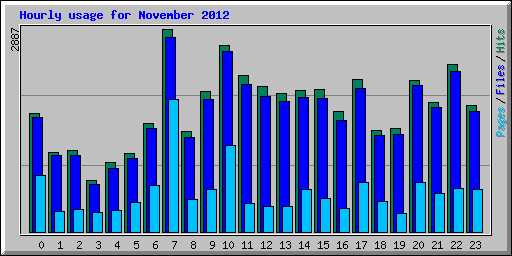 Hourly usage for November 2012
2887
Pages / Files / Hits
0 1 2 3 4 5 6 7 8 9 10 11 12 13 14 15 16 17 18 19 20 21 22 23